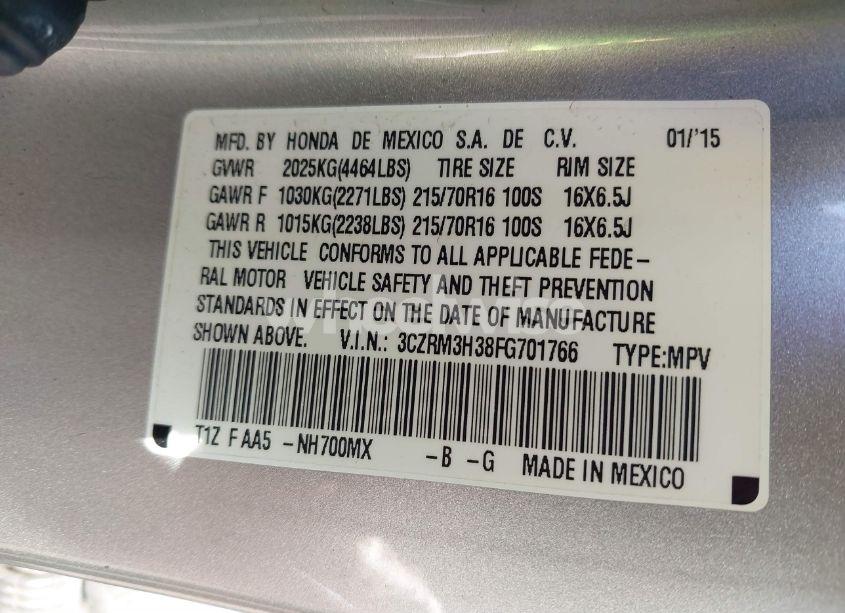 MFD. BY HONDA DE MEXICO S.A. DE C.V. 01/'15
GVWR 2025KG(4464LBS) TIRE SIZE RIM SIZE
GAWR F 1030KG(2271LBS) 215/70R16 100S 16X6.5J
GAWR R 1015KG(2238LBS) 215/70R16 100S 16X6.5J
THIS VEHICLE CONFORMS TO ALL APPLICABLE FEDE-
RAL MOTOR VEHICLE SAFETY AND THEFT PREVENTION
STANDARDS IN EFFECT ON THE DATE OF MANUFACTURE
SHOWN ABOVE. V.I.N.: 3CZRM3H38FG701766 TYPE:MPV
T1Z FAA5 -NH700MX -B -G MADE IN MEXICO